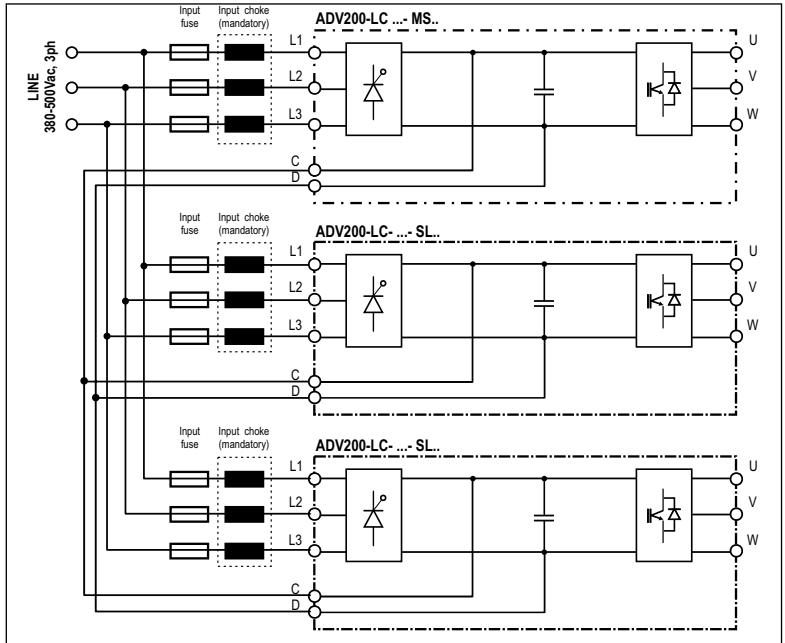 Input fuse
Input choke (mandatory)
ADV200-LC ...- MS..
LINE
380-500Vac, 3ph
L1
U
L2
V
L3
W
C
D
Input fuse
Input choke (mandatory)
ADV200-LC- ...- SL..
L1
U
L2
V
L3
W
C
D
Input fuse
Input choke (mandatory)
ADV200-LC- ...- SL..
L1
U
L2
V
L3
W
C
D